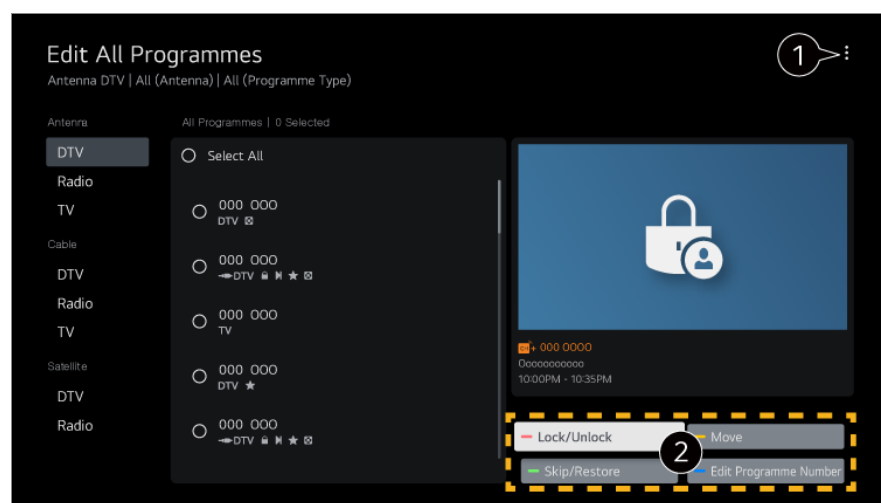 Edit All Programmes
Antenna DTV | All (Antenna) | All (Programme Type)
1
Antenna
DTV
Radio
TV
Cable
DTV
Radio
TV
Satellite
DTV
Radio
All Programmes | 0 Selected
Select All
000 000
DTV
000 000
DTV
000 000
TV
000 000
DTV
000 000
DTV
CH+ 000 0000
Oooooooooo
10:00PM - 10:35PM
Lock/Unlock
Move
2
Skip/Restore
Edit Programme Number